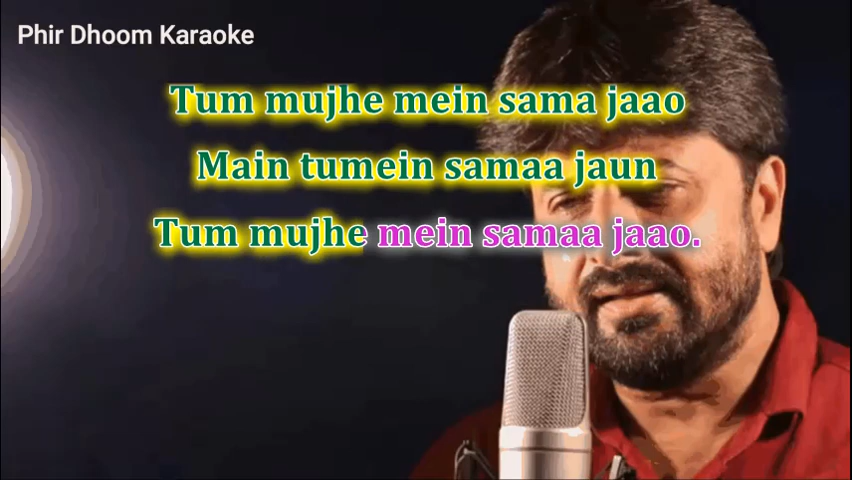 Phir Dhoom Karaoke
Tum mujhe mein sama jaao
Main tumein samaa jaun
Tum mujhe mein samaa jaao.